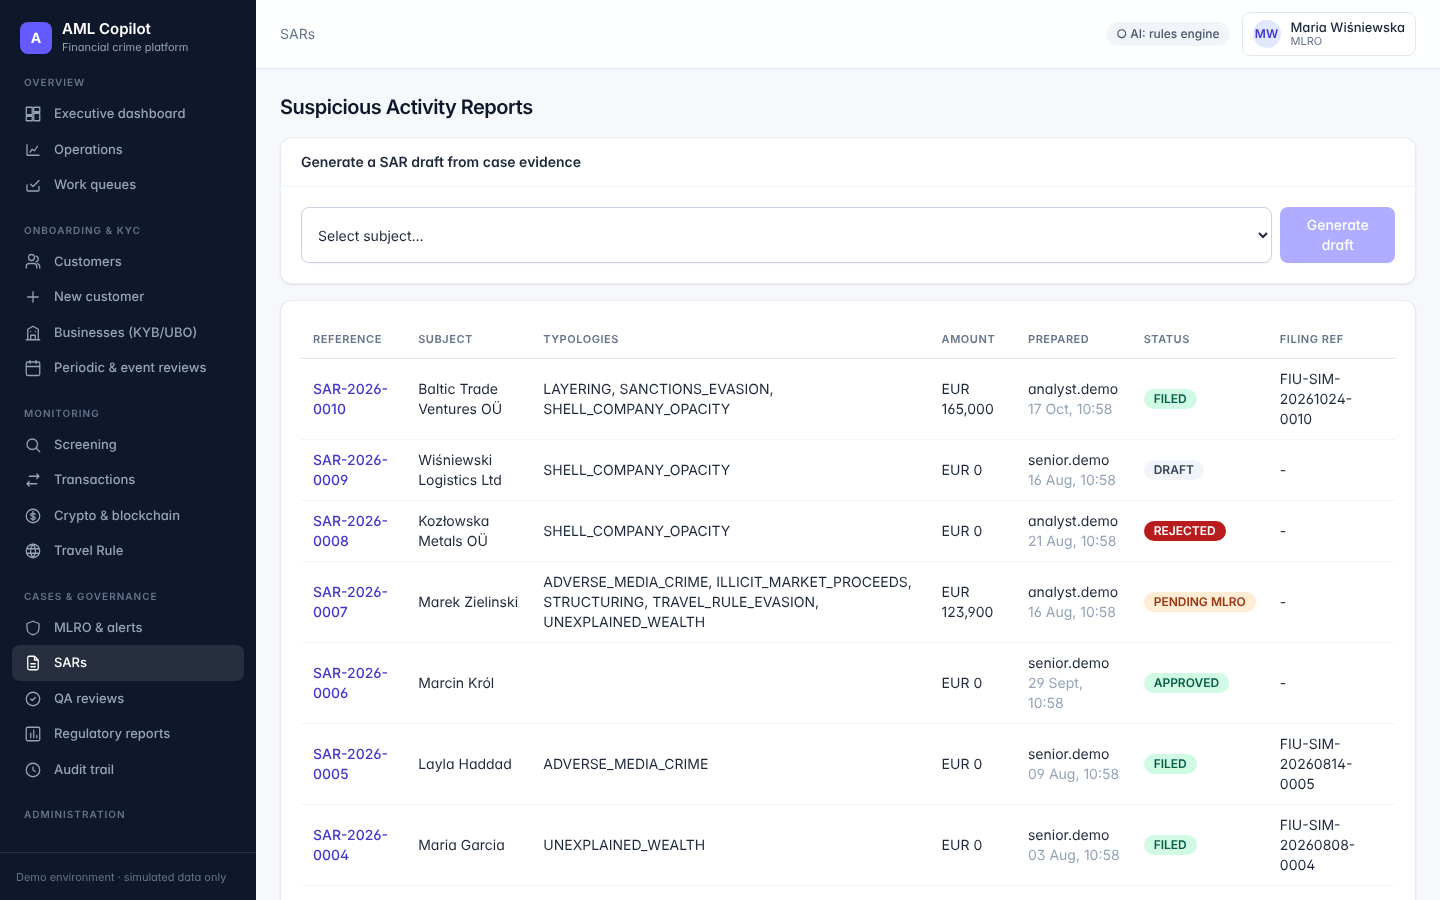 A
AML Copilot
Financial crime platform
OVERVIEW
Executive dashboard
Operations
Work queues
ONBOARDING & KYC
Customers
New customer
Businesses (KYB/UBO)
Periodic & event reviews
MONITORING
Screening
Transactions
Crypto & blockchain
Travel Rule
CASES & GOVERNANCE
MLRO & alerts
SARs
QA reviews
Regulatory reports
Audit trail
ADMINISTRATION
Demo environment · simulated data only
SARs
AI: rules engine
MW
Maria Wiśniewska
MLRO
Suspicious Activity Reports
Generate a SAR draft from case evidence
Select subject...
Generate
draft
REFERENCE SUBJECT TYPOLOGIES AMOUNT PREPARED STATUS FILING REF
SAR-2026-
0010
Baltic Trade
Ventures OÜ
LAYERING, SANCTIONS_EVASION,
SHELL_COMPANY_OPACITY
EUR
165,000
analyst.demo
17 Oct, 10:58
FILED
FIU-SIM-
20261024-
0010
SAR-2026-
0009
Wiśniewski
Logistics Ltd
SHELL_COMPANY_OPACITY
EUR 0
senior.demo
16 Aug, 10:58
DRAFT
-
SAR-2026-
0008
Kozłowska
Metals OÜ
SHELL_COMPANY_OPACITY
EUR 0
analyst.demo
21 Aug, 10:58
REJECTED
-
SAR-2026-
0007
Marek Zielinski
ADVERSE_MEDIA_CRIME, ILLICIT_MARKET_PROCEEDS,
STRUCTURING, TRAVEL_RULE_EVASION,
UNEXPLAINED_WEALTH
EUR
123,900
analyst.demo
16 Aug, 10:58
PENDING MLRO
-
SAR-2026-
0006
Marcin Król
EUR 0
senior.demo
29 Sept,
10:58
APPROVED
-
SAR-2026-
0005
Layla Haddad
ADVERSE_MEDIA_CRIME
EUR 0
senior.demo
09 Aug, 10:58
FILED
FIU-SIM-
20260814-
0005
SAR-2026-
0004
Maria Garcia
UNEXPLAINED_WEALTH
EUR 0
senior.demo
03 Aug, 10:58
FILED
FIU-SIM-
20260808-
0004